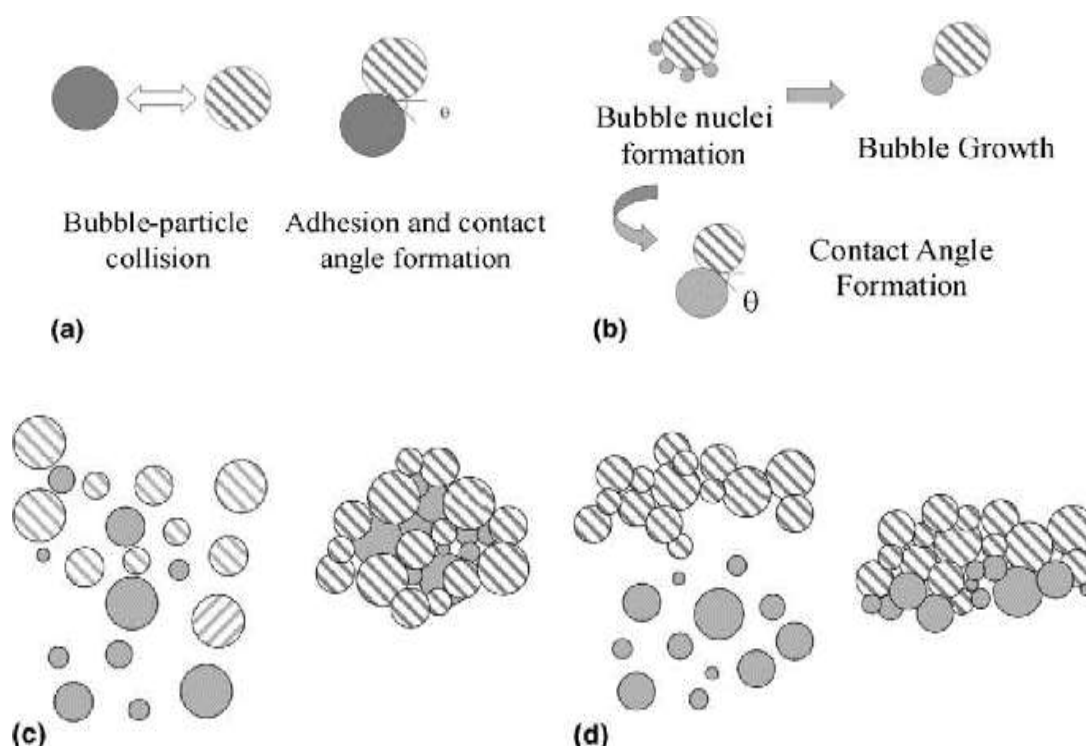 θ
Bubble-particle
collision
Adhesion and contact
angle formation
(a)
Bubble nuclei
formation
Bubble Growth
Contact Angle
Formation
θ
(b)
(c)
(d)